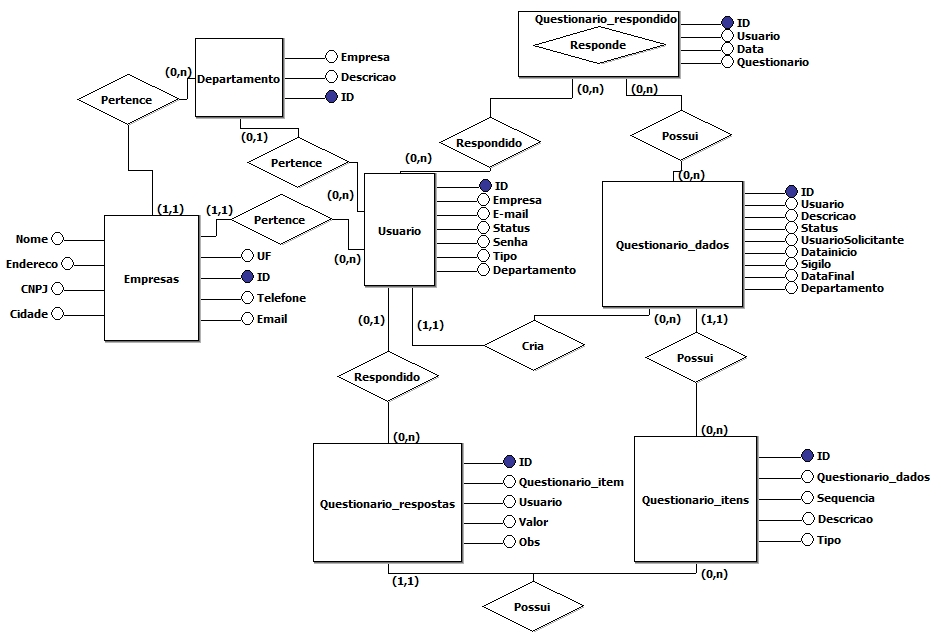 Questionario_respondido
Responde
ID
Usuario
Data
Questionario
(0,n)
(0,n)
Departamento
Empresa
Descricao
ID
(0,n)
Pertence
(0,1)
Pertence
(0,n)
Respondido
(0,n)
Possui
(0,n)
(1,1)
(1,1)
Pertence
(0,n)
Usuario
ID
Empresa
E-mail
Status
Senha
Tipo
Departamento
Questionario_dados
ID
Usuario
Descricao
Status
UsuarioSolicitante
Datainicio
Sigilo
DataFinal
Departamento
Empresas
Nome
Endereco
CNPJ
Cidade
UF
ID
Telefone
Email
(0,1)
(1,1)
(0,n)
(1,1)
Cria
Possui
Respondido
(0,n)
(0,n)
Questionario_respostas
ID
Questionario_item
Usuario
Valor
Obs
Questionario_itens
ID
Questionario_dados
Sequencia
Descricao
Tipo
(1,1)
(0,n)
Possui